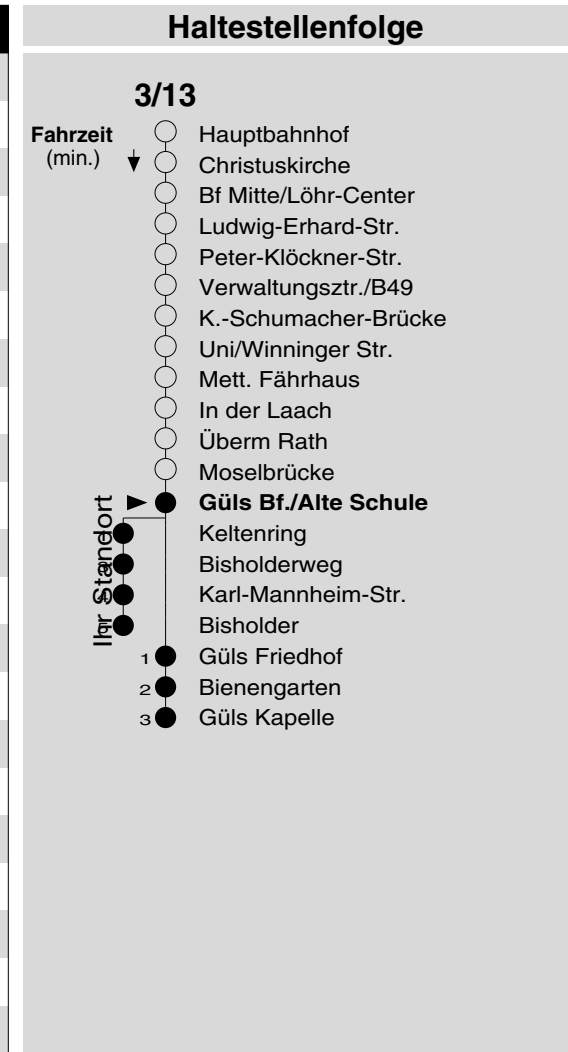 Haltestellenfolge
3/13
Fahrzeit
(min.)
Hauptbahnhof
Christuskirche
Bf Mitte/Löhr-Center
Ludwig-Erhard-Str.
Peter-Klöckner-Str.
Verwaltungsztr./B49
K.-Schumacher-Brücke
Uni/Winninger Str.
Mett. Fährhaus
In der Laach
Überm Rath
Moselbrücke
Ihr Standort
Güls Bf./Alte Schule
Keltenring
Bisholderweg
Karl-Mannheim-Str.
Bisholder
1 Güls Friedhof
2 Bienengarten
3 Güls Kapelle